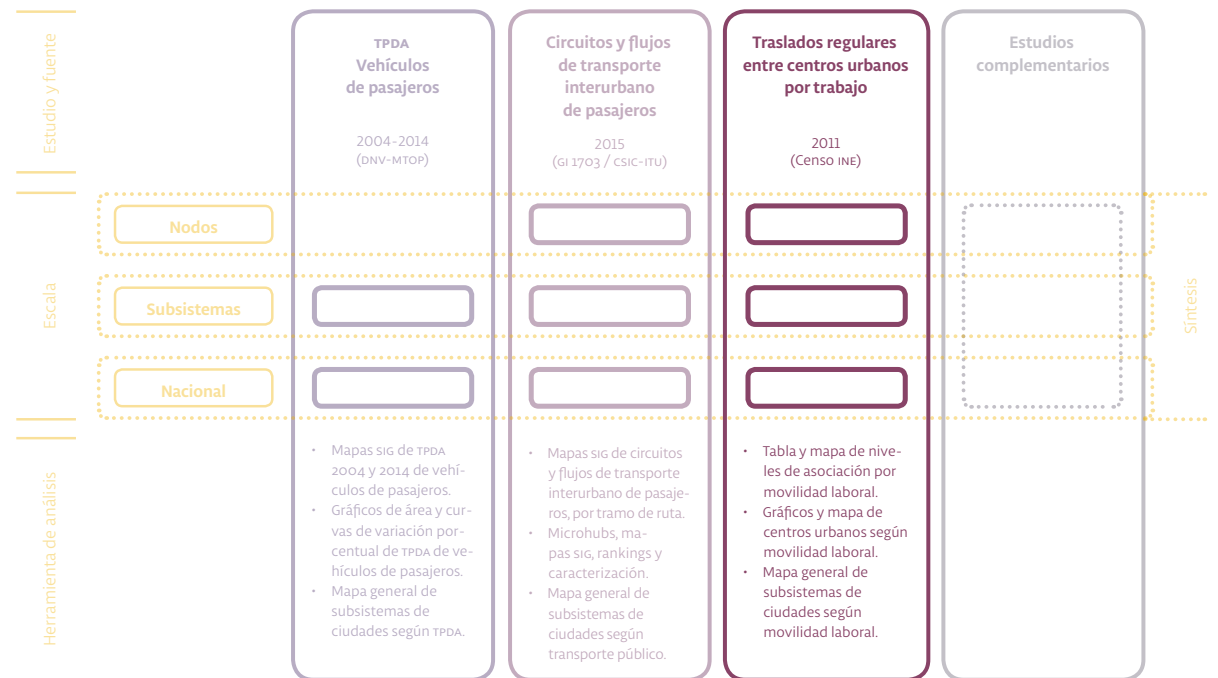 Estudio y fuente
TPDA
Vehículos
de pasajeros
2004-2014
(DNV-MTOP)
Circuitos y flujos
de transporte
interurbano
de pasajeros
2015
(GI 1703 / CSIC-ITU)
Traslados regulares
entre centros urbanos
por trabajo
2011
(Censo INE)
Estudios
complementarios
Escala
Nodos
Subsistemas
Nacional
Síntesis
Herramienta de análisis
• Mapas SIG de TPDA
2004 y 2014 de vehí-
culos de pasajeros.
• Gráficos de área y cur-
vas de variación por-
centual de TPDA de ve-
hículos de pasajeros.
• Mapa general de
subsistemas de
ciudades según TPDA.
• Mapas SIG de circuitos
y flujos de transporte
interurbano de pasaje-
ros, por tramo de ruta.
• Microhubs, ma-
pas SIG, rankings y
caracterización.
• Mapa general de
subsistemas de
ciudades según
transporte público.
• Tabla y mapa de nive-
les de asociación por
movilidad laboral.
• Gráficos y mapa de
centros urbanos según
movilidad laboral.
• Mapa general de
subsistemas de
ciudades según
movilidad laboral.